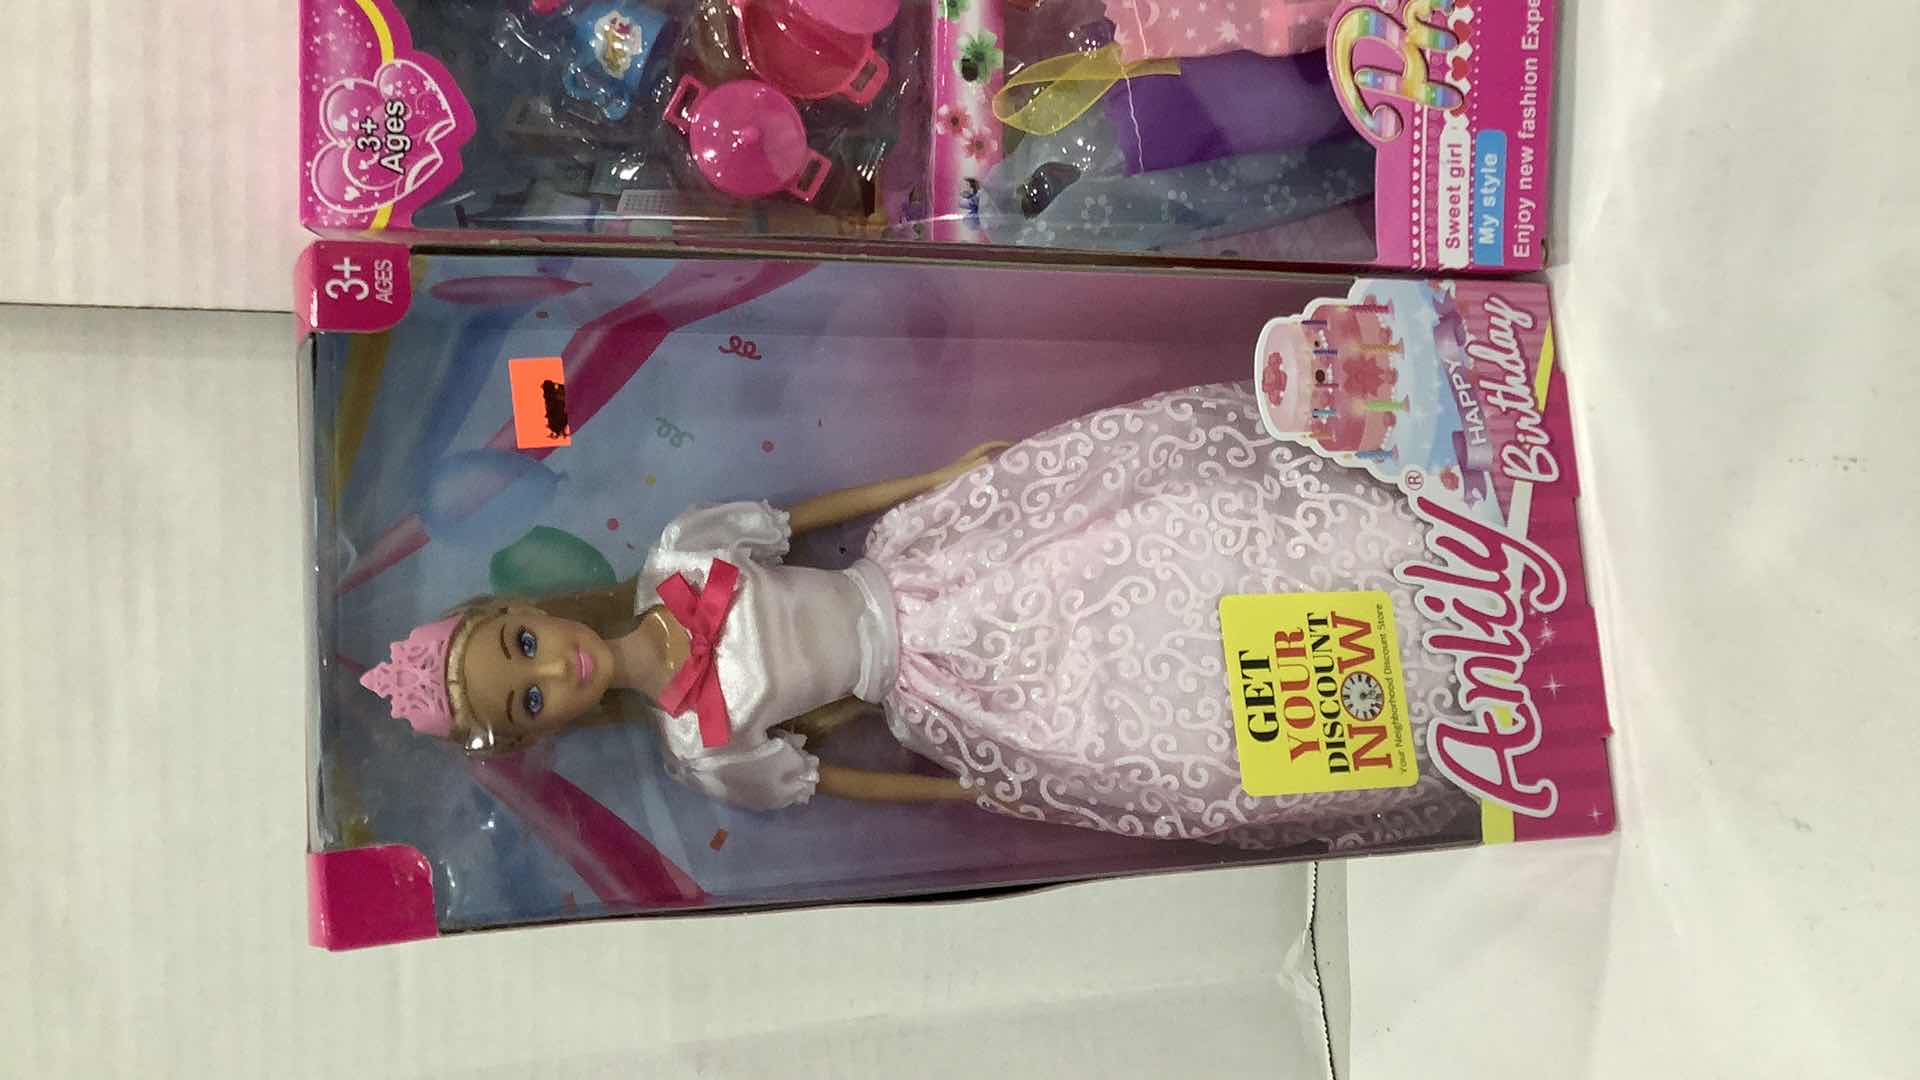 3+
Ages
Sweet girl
My style
Enjoy new fashion
3+
AGES
HAPPY
Birthday
Anlily®
GET
YOUR
DISCOUNT
NOW
Your Neighborhood Discount Store